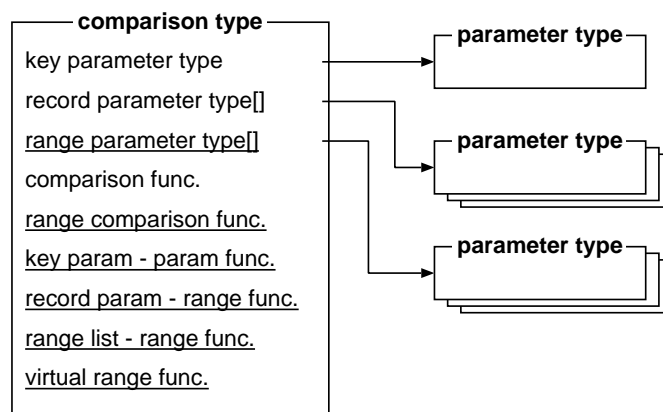 comparison type
key parameter type
record parameter type[]
range parameter type[]
comparison func.
range comparison func.
key param - param func.
record param - range func.
range list - range func.
virtual range func.
parameter type
parameter type
parameter type